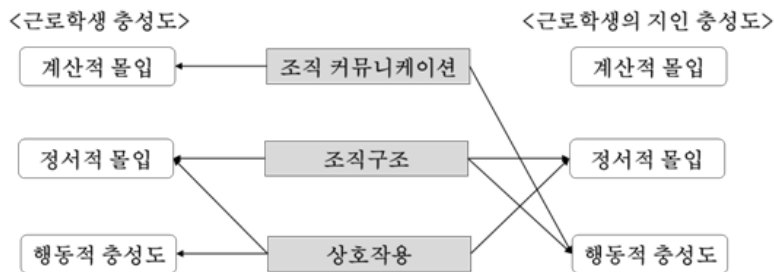 <근로학생 충성도>
<근로학생의 지인 충성도>
계산적 몰입
조직 커뮤니케이션
계산적 몰입
정서적 몰입
조직구조
정서적 몰입
행동적 충성도
상호작용
행동적 충성도